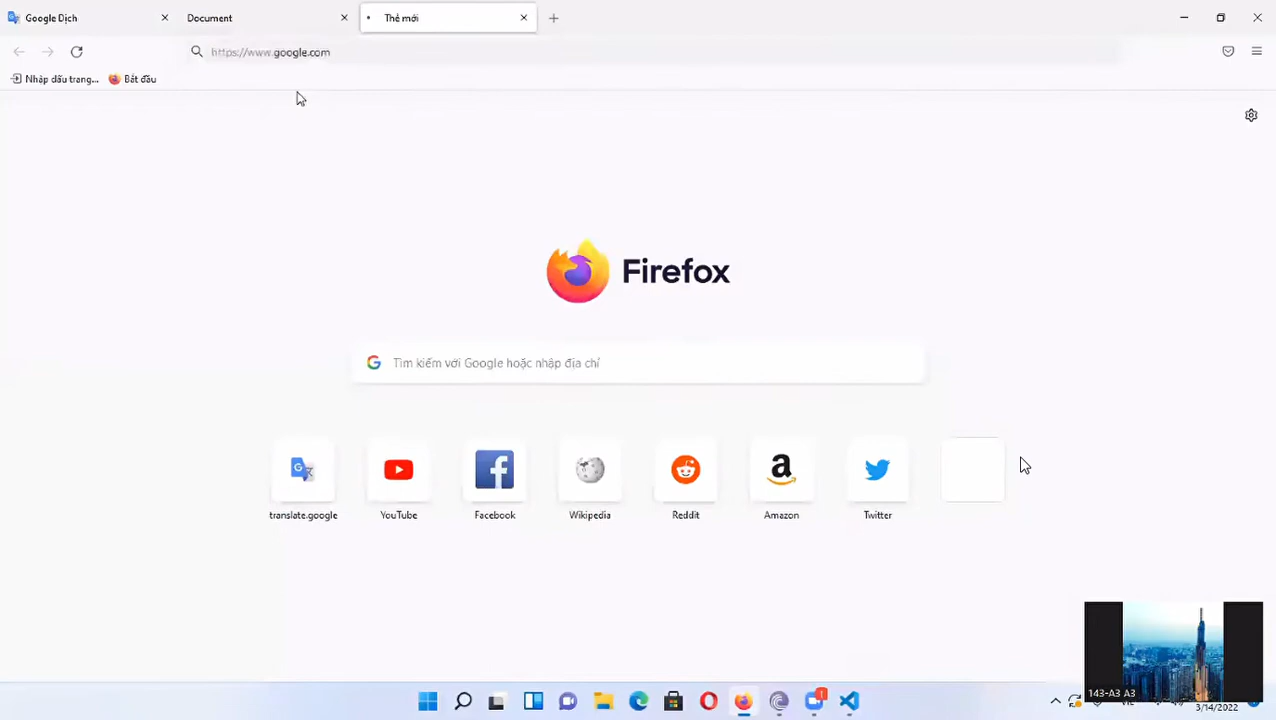 Google Dịch
Document
Thẻ mới
https://www.google.com
Nhập dấu trang...
Bắt đầu
Firefox
Tìm kiếm với Google hoặc nhập địa chỉ
translate.google
YouTube
Facebook
Wikipedia
Reddit
Amazon
Twitter
143-A3 A3
3/14/2022